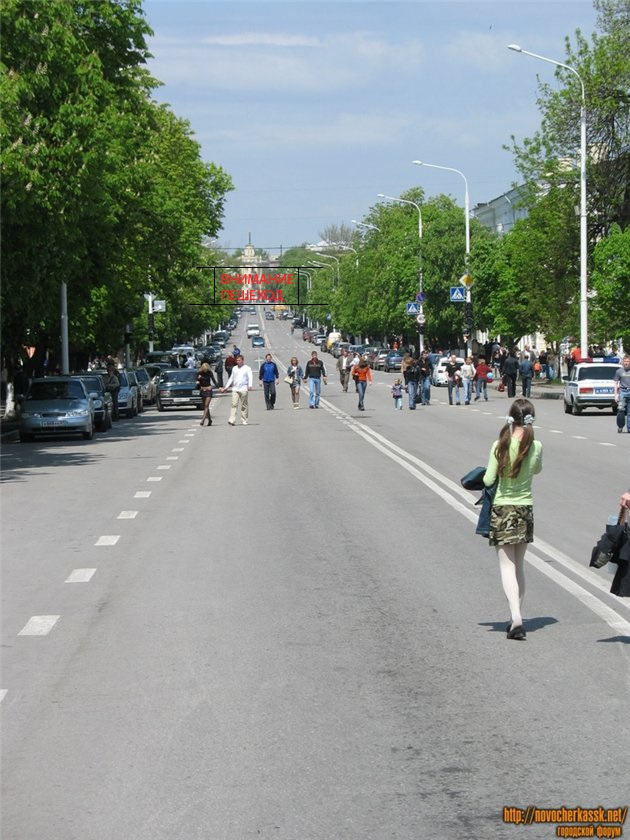 ВНИМАНИЕ
ПЕШЕХОД
http://novocherkassk.net/
городской форум